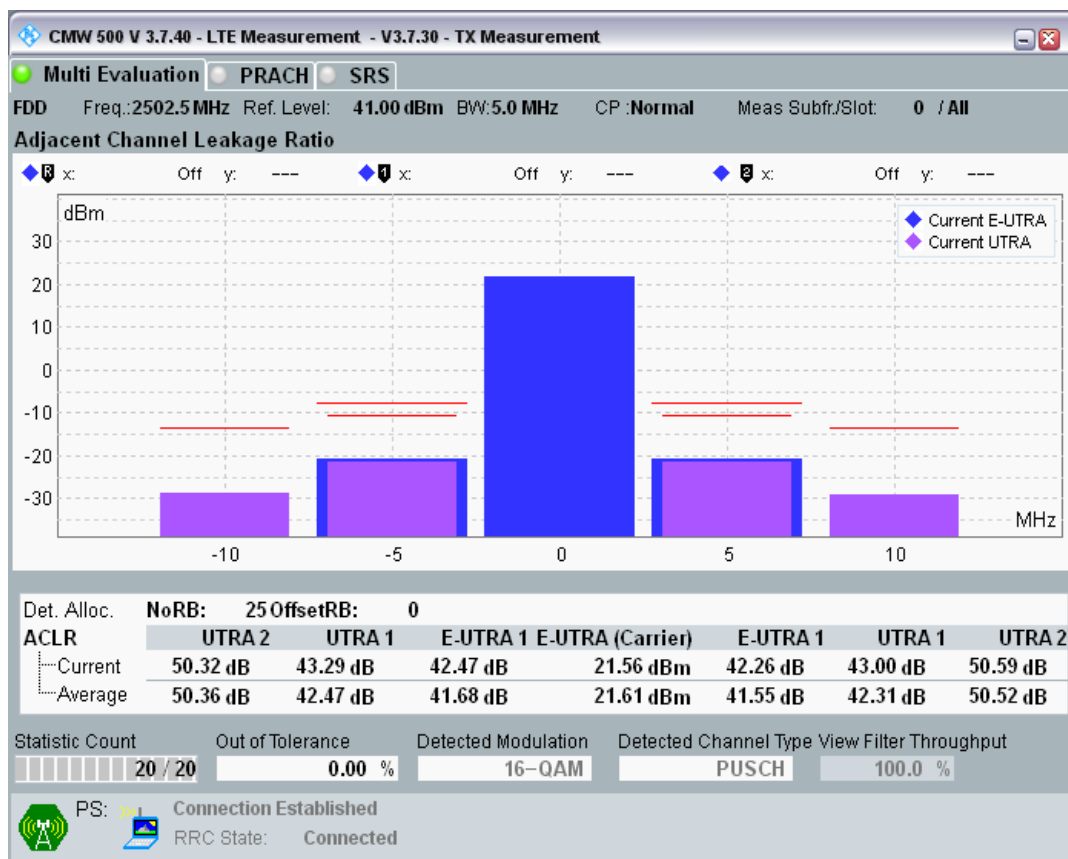 CMW 500 V 3.7.40 - LTE Measurement - V3.7.30 - TX Measurement
Multi Evaluation PRACH SRS
FDD Freq.:2502.5 MHz Ref. Level: 41.00 dBm BW:5.0 MHz CP :Normal Meas Subfr./Slot: 0 / All
Adjacent Channel Leakage Ratio
R x: Off y: --- 1 x: Off y: --- 2 x: Off y: ---
dBm
Current E-UTRA
Current UTRA
30
20
10
0
-10
-20
-30
MHz
-10 -5 0 5 10
Det. Alloc. NoRB: 25 OffsetRB: 0
ACLR UTRA 2 UTRA 1 E-UTRA 1 E-UTRA (Carrier) E-UTRA 1 UTRA 1 UTRA 2
Current 50.32 dB 43.29 dB 42.47 dB 21.56 dBm 42.26 dB 43.00 dB 50.59 dB
Average 50.36 dB 42.47 dB 41.68 dB 21.61 dBm 41.55 dB 42.31 dB 50.52 dB
Statistic Count Out of Tolerance Detected Modulation Detected Channel Type View Filter Throughput
20 / 20 0.00 % 16-QAM PUSCH 100.0 %
PS: Connection Established
RRC State: Connected